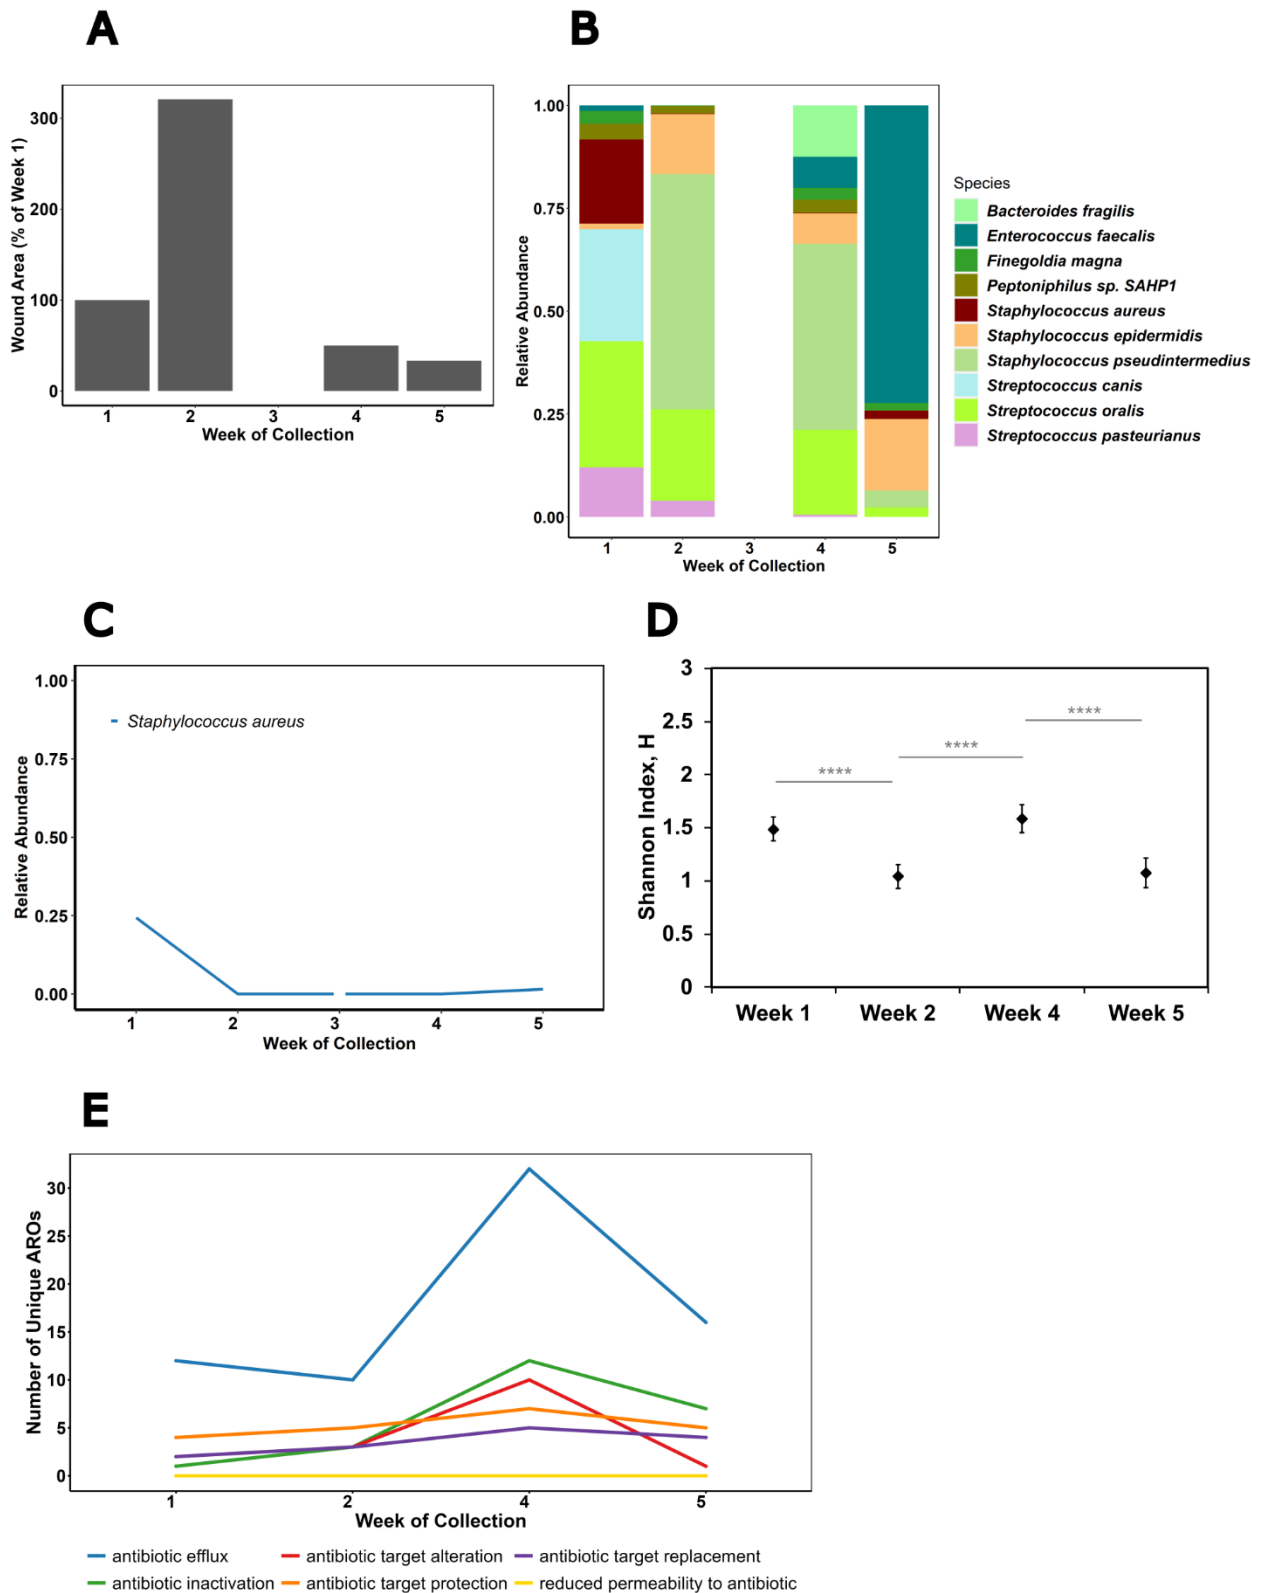 A
B
300
200
100
0
Wound Area (% of Week 1)
1 2 3 4 5
Week of Collection
1.00
0.75
0.50
0.25
0.00
Relative Abundance
1 2 3 4 5
Week of Collection
Species
Bacteroides fragilis
Enterococcus faecalis
Finegoldia magna
Peptoniphilus sp. SAHP1
Staphylococcus aureus
Staphylococcus epidermidis
Staphylococcus pseudintermedius
Streptococcus canis
Streptococcus oralis
Streptococcus pasteurianus
C
D
1.00
0.75
0.50
0.25
0.00
Relative Abundance
Staphylococcus aureus
1 2 3 4 5
Week of Collection
3
2.5
2
1.5
1
0.5
0
Shannon Index, H
****
****
****
Week 1 Week 2 Week 4 Week 5
E
30
25
20
15
10
5
0
Number of Unique AROs
1 2 4 5
Week of Collection
antibiotic efflux antibiotic target alteration antibiotic target replacement
antibiotic inactivation antibiotic target protection reduced permeability to antibiotic